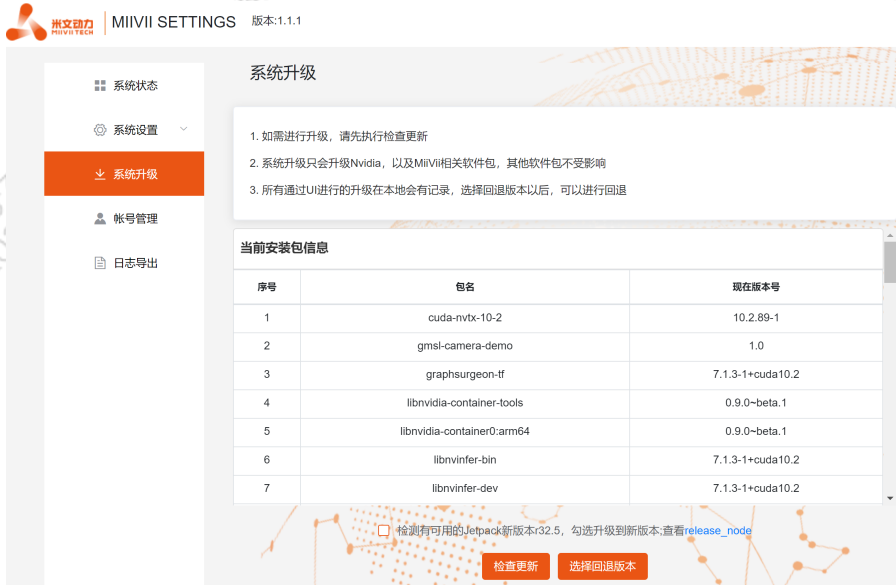 米文动力
MIIVII TECH
MIIVII SETTINGS 版本:1.1.1
系统状态
系统设置
系统升级
帐号管理
日志导出
系统升级
1. 如需进行升级，请先执行检查更新
2. 系统升级只会升级Nvidia，以及MiiVii相关软件包，其他软件包不受影响
3. 所有通过UI进行的升级在本地会有记录，选择回退版本以后，可以进行回退
当前安装包信息
序号 包名 现在版本号
1 cuda-nvtx-10-2 10.2.89-1
2 gmsl-camera-demo 1.0
3 graphsurgeon-tf 7.1.3-1+cuda10.2
4 libnvidia-container-tools 0.9.0~beta.1
5 libnvidia-container0:arm64 0.9.0~beta.1
6 libnvinfer-bin 7.1.3-1+cuda10.2
7 libnvinfer-dev 7.1.3-1+cuda10.2
检测有可用的Jetpack新版本r32.5，勾选升级到新版本;查看release_node
检查更新 选择回退版本